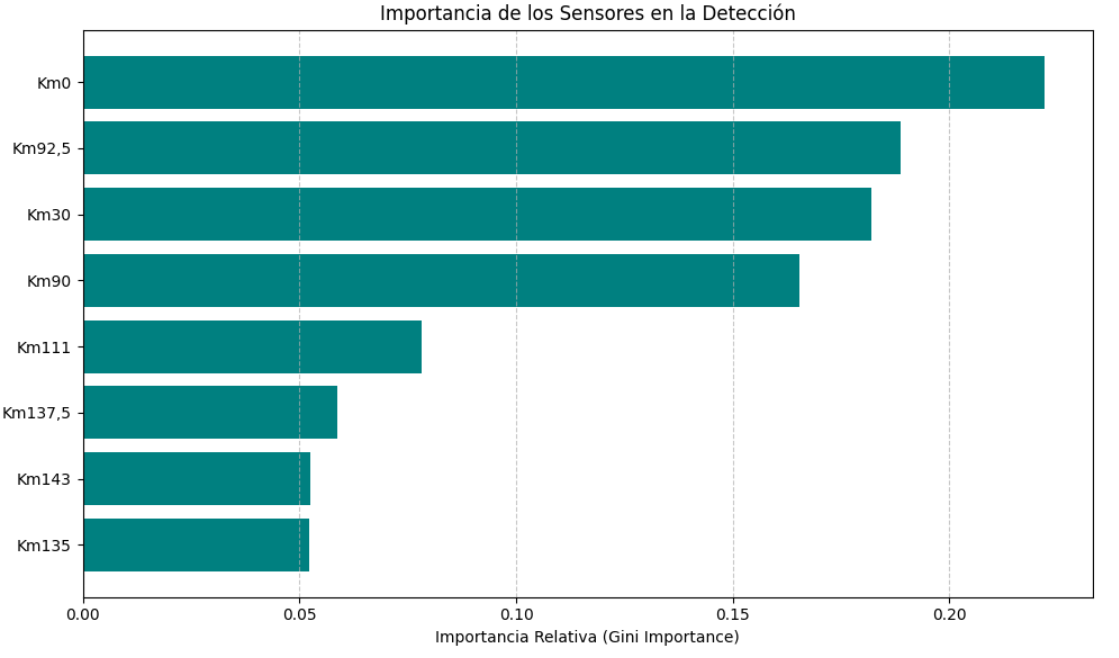 Importancia de los Sensores en la Detección
Km0
Km92,5
Km30
Km90
Km111
Km137,5
Km143
Km135
0.00 0.05 0.10 0.15 0.20
Importancia Relativa (Gini Importance)